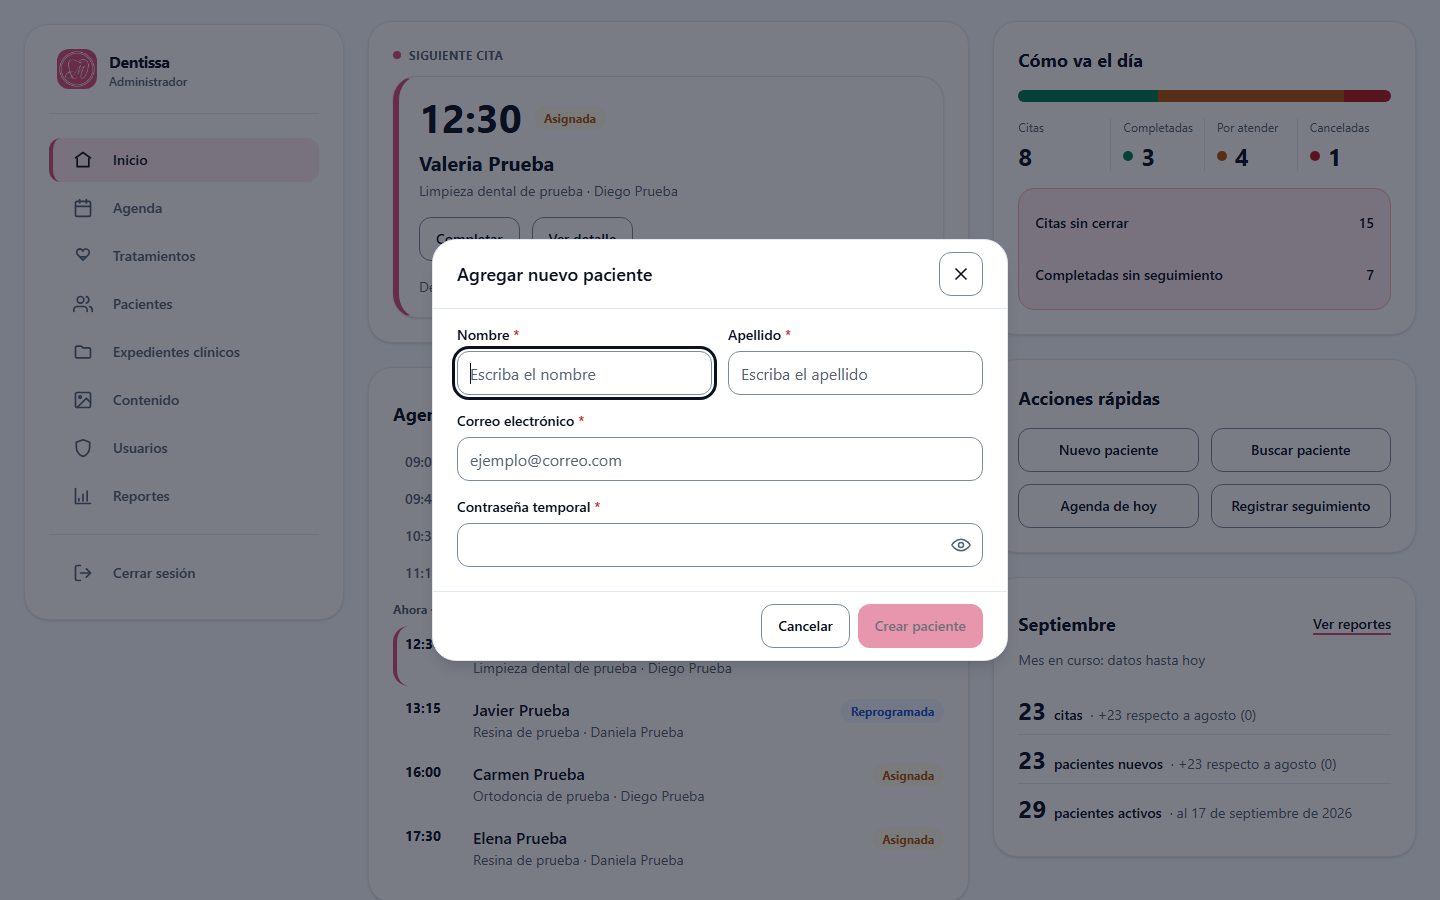 Dentissa
Administrador
Inicio
Agenda
Tratamientos
Pacientes
Expedientes clínicos
Contenido
Usuarios
Reportes
Cerrar sesión
SIGUIENTE CITA
12:30 Asignada
Valeria Prueba
Limpieza dental de prueba · Diego Prueba
Completar Ver detalle
Agregar nuevo paciente
Nombre * Apellido *
Escriba el nombre Escriba el apellido
Correo electrónico *
ejemplo@correo.com
Contraseña temporal *
Cancelar Crear paciente
Ahora
Limpieza dental de prueba · Diego Prueba
13:15 Javier Prueba Reprogramada
Resina de prueba · Daniela Prueba
16:00 Carmen Prueba Asignada
Ortodoncia de prueba · Diego Prueba
17:30 Elena Prueba Asignada
Resina de prueba · Daniela Prueba
Cómo va el día
Citas Completadas Por atender Canceladas
8 3 4 1
Citas sin cerrar 15
Completadas sin seguimiento 7
Acciones rápidas
Nuevo paciente Buscar paciente
Agenda de hoy Registrar seguimiento
Septiembre Ver reportes
Mes en curso: datos hasta hoy
23 citas · +23 respecto a agosto (0)
23 pacientes nuevos · +23 respecto a agosto (0)
29 pacientes activos · al 17 de septiembre de 2026